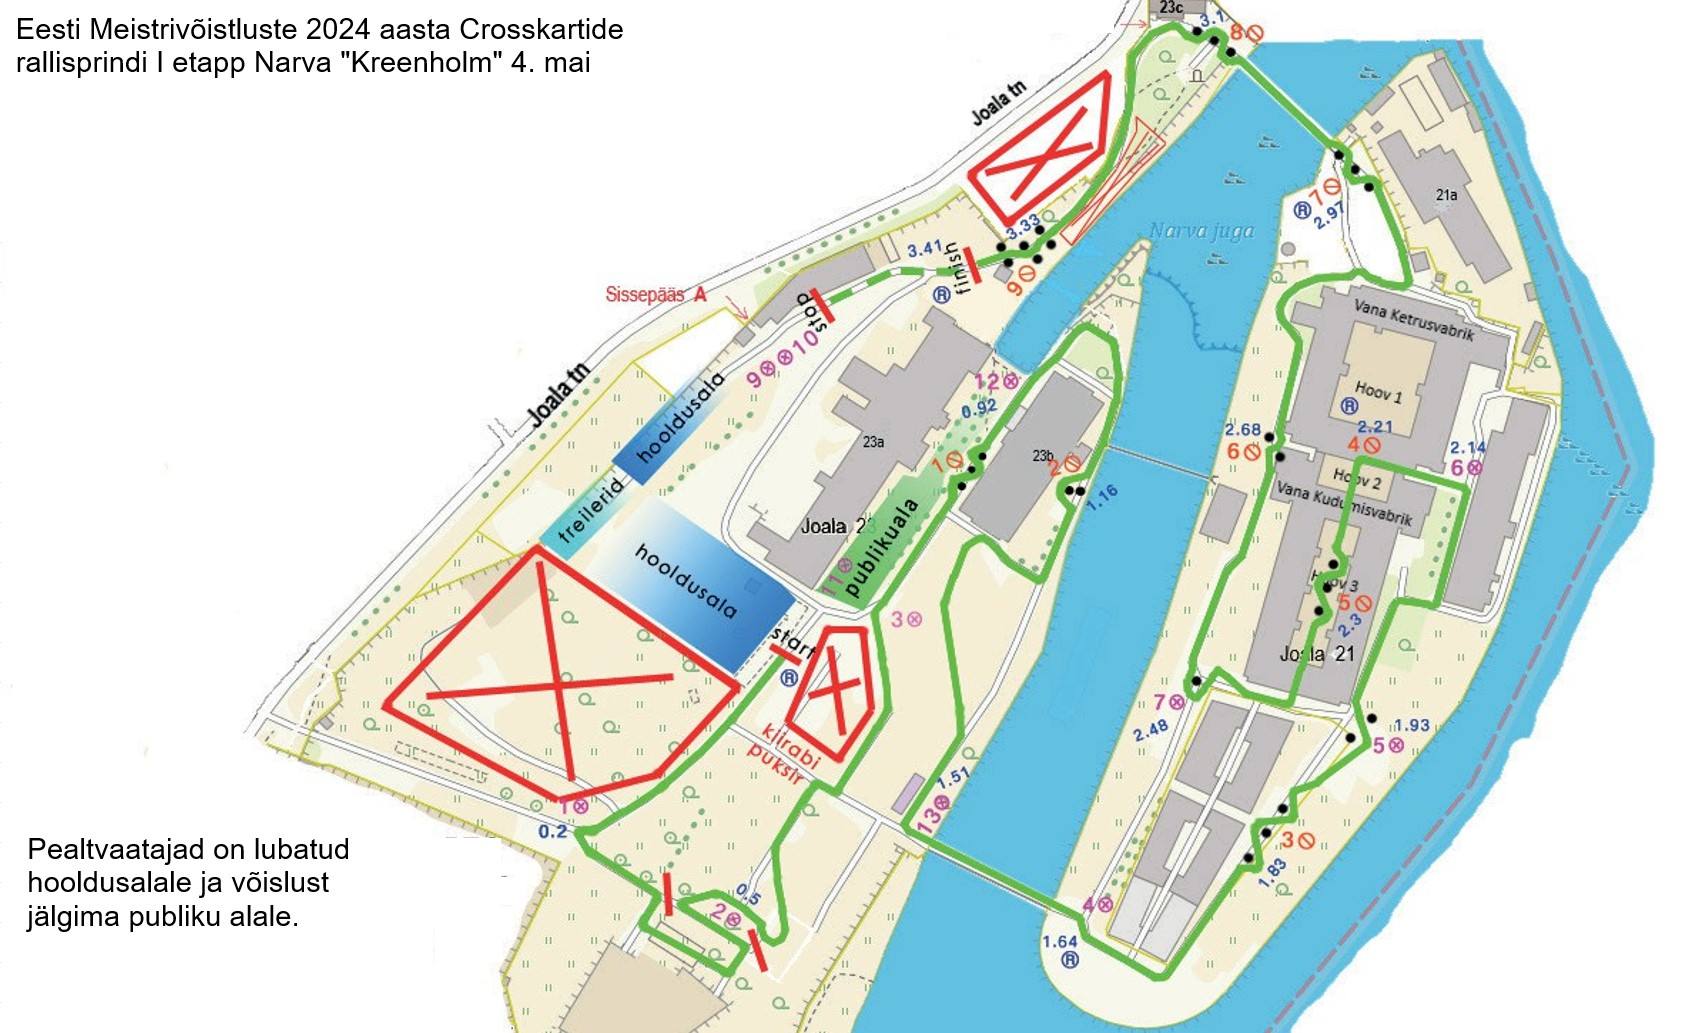 Eesti Meistrivõistluste 2024 aasta Crosskartide
rallisprindi I etapp Narva "Kreenholm" 4. mai
23c
3.1
8
Joala tn
21a
7
Ⓡ
2.97
3.33
Narva juga
3.41
finish
9
Ⓡ
Sissepääs A
stop
9 10
Vana Ketrusvabrik
Hoov 1
Ⓡ
Joala tn
hooldusala
12
0.92
23a
1
23b
2
1.16
2.68
6
2.21
4
2.14
6
Hoov 2
Vana Kudumisvabrik
treilerid
Joala 23
publikuala
11
hooldusala
Hoov 3
5
2.3
3
start
Ⓡ
Joala 21
7
2.48
1.93
5
kiirabi
puksir
1
0.2
1.51
13
3
1.83
Pealtvaatajad on lubatud
hooldusalale ja võislust
jälgima publiku alale.
0.5
2
4
1.64
Ⓡ